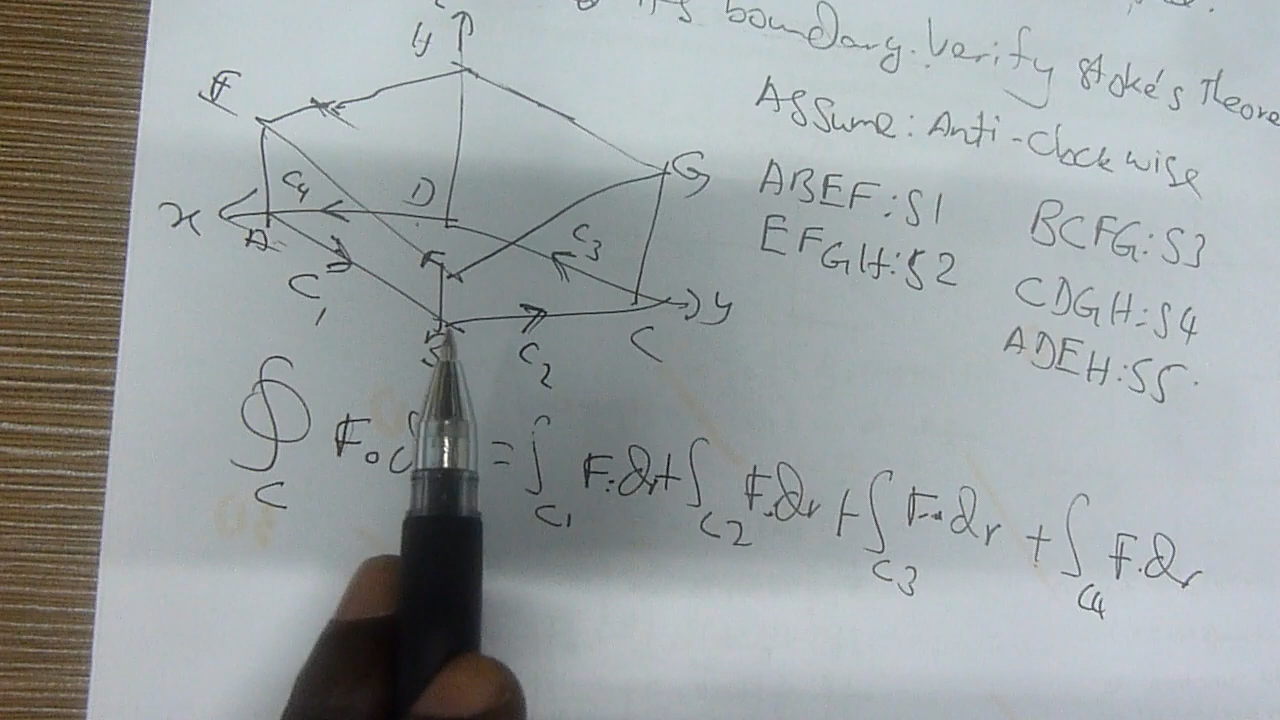 boundary. Verify stoke's Theore
Assume: Anti-clockwise
ABEF: S1
EFGH: S2
BCFG: S3
CDGH: S4
ADEH: S5
H
E
G
C4
D
x
A
F
C3
C1
y
B
C2
C
∮C F∘d = ∫C1 F.dr + ∫C2 F.dr + ∫C3 F.dr + ∫C4 F.dr